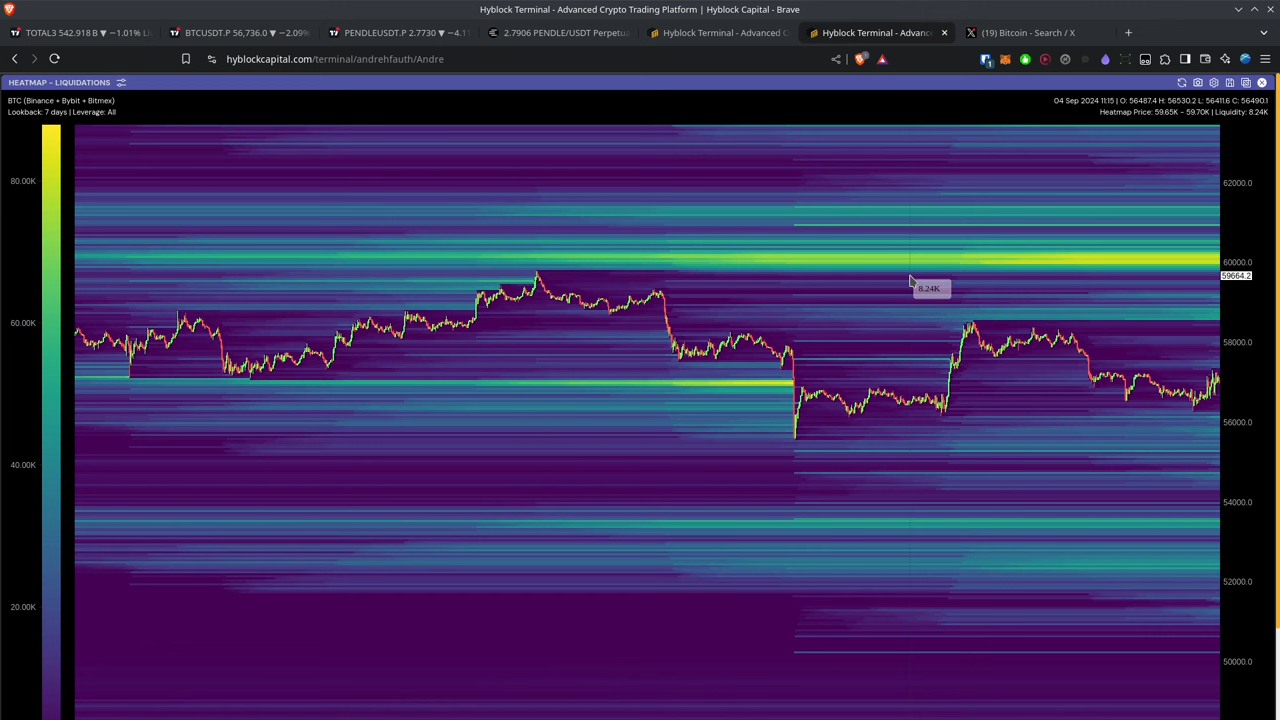 Hyblock Terminal - Advanced Crypto Trading Platform | Hyblock Capital - Brave
TOTAL3 542.918 B ▼ −1.01% Li
BTCUSDT.P 56,736.0 ▼ −2.09%
PENDLEUSDT.P 2.7730 ▼ −4.1
2.7906 PENDLE/USDT Perpetu
Hyblock Terminal - Advanced C
Hyblock Terminal - Advanc
(19) Bitcoin - Search / X
hyblockcapital.com/terminal/andrehfauth/Andre
HEATMAP - LIQUIDATIONS
BTC (Binance + Bybit + Bitmex)
Lookback: 7 days | Leverage: All
04 Sep 2024 11:15 | O: 56487.4 H: 56530.2 L: 56411.6 C: 56490.1
Heatmap Price: 59.65K - 59.70K | Liquidity: 8.24K
80.00K
60.00K
40.00K
20.00K
62000.0
60000.0
59664.2
58000.0
56000.0
54000.0
52000.0
50000.0
8.24K